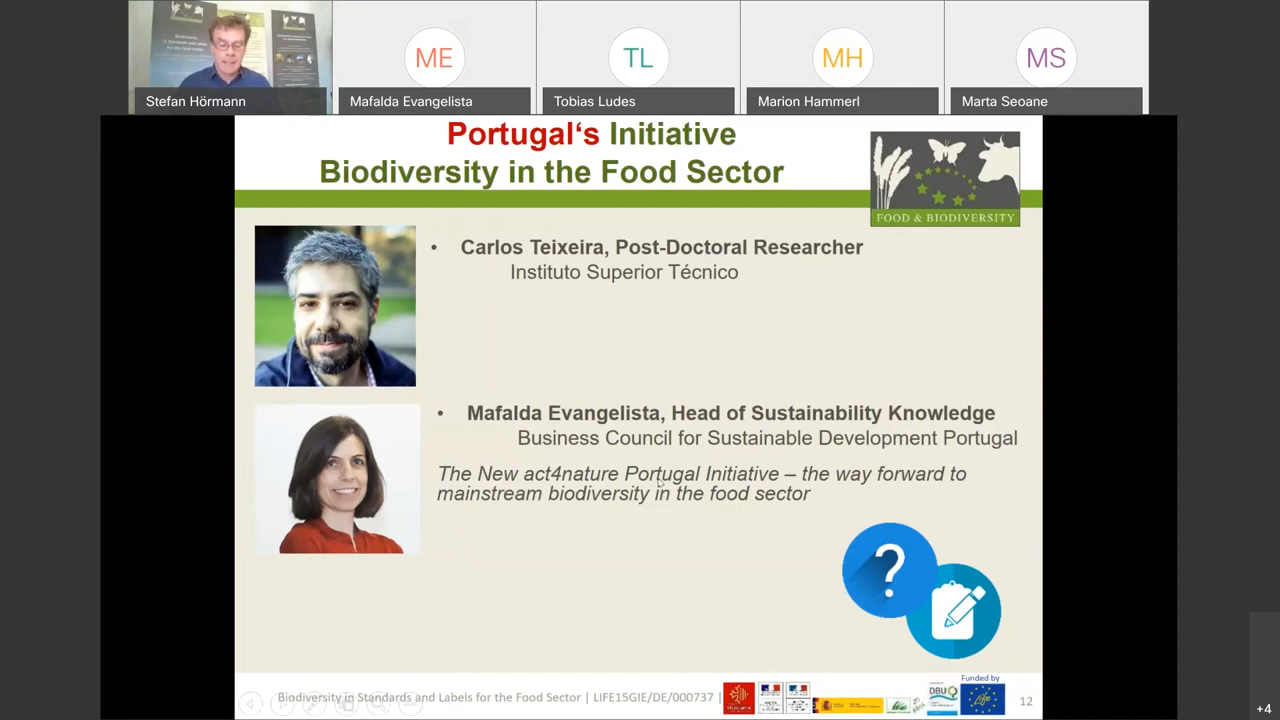 ME
TL
MH
MS
Stefan Hörmann
Mafalda Evangelista
Tobias Ludes
Marion Hammerl
Marta Seoane
Portugal‘s Initiative
Biodiversity in the Food Sector
FOOD & BIODIVERSITY
• Carlos Teixeira, Post-Doctoral Researcher
Instituto Superior Técnico
• Mafalda Evangelista, Head of Sustainability Knowledge
Business Council for Sustainable Development Portugal
The New act4nature Portugal Initiative – the way forward to
mainstream biodiversity in the food sector
?
Funded by
Biodiversity in Standards and Labels for the Food Sector | LIFE15GIE/DE/000737 |
DBU
12
+4